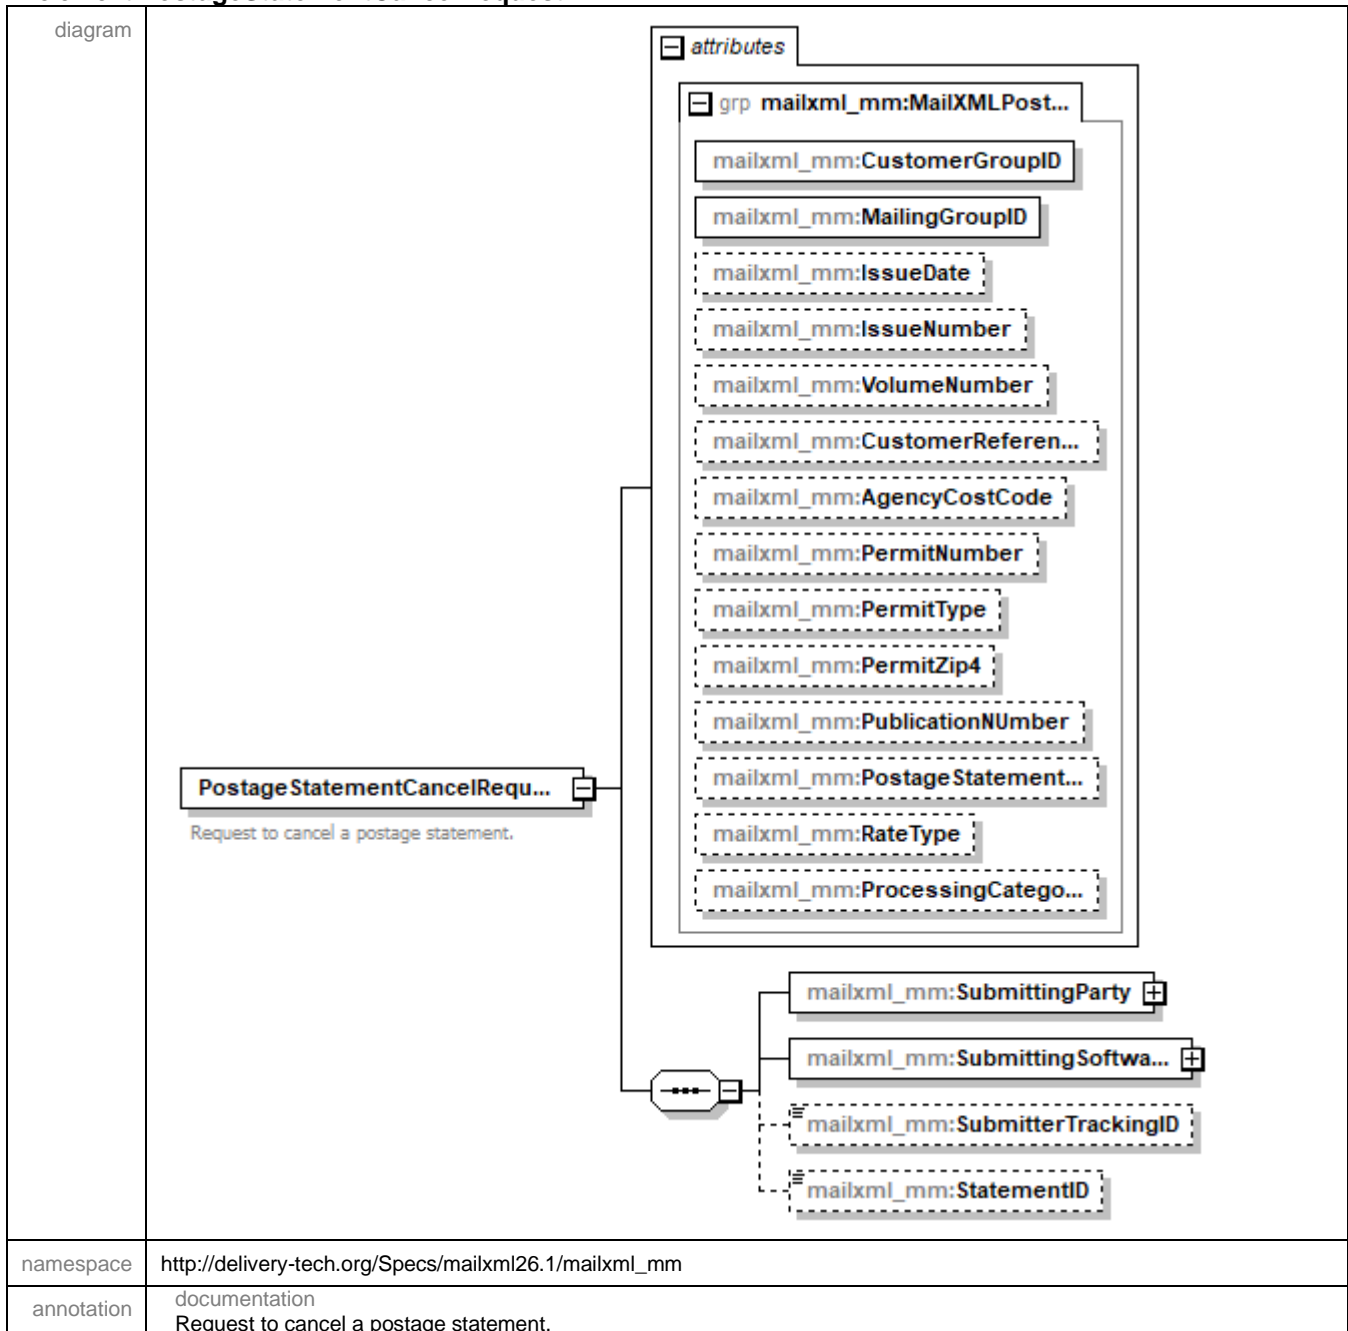 diagram
attributes
grp mailxml_mm:MailXMLPost...
mailxml_mm:CustomerGroupID
mailxml_mm:MailingGroupID
mailxml_mm:IssueDate
mailxml_mm:IssueNumber
mailxml_mm:VolumeNumber
mailxml_mm:CustomerReferen...
mailxml_mm:AgencyCostCode
mailxml_mm:PermitNumber
mailxml_mm:PermitType
mailxml_mm:PermitZip4
mailxml_mm:PublicationNUmber
mailxml_mm:PostageStatement...
mailxml_mm:RateType
mailxml_mm:ProcessingCatego...
PostageStatementCancelRequ...
Request to cancel a postage statement.
mailxml_mm:SubmittingParty
mailxml_mm:SubmittingSoftwa...
mailxml_mm:SubmitterTrackingID
mailxml_mm:StatementID
namespace http://delivery-tech.org/Specs/mailxml26.1/mailxml_mm
annotation documentation
Request to cancel a postage statement.